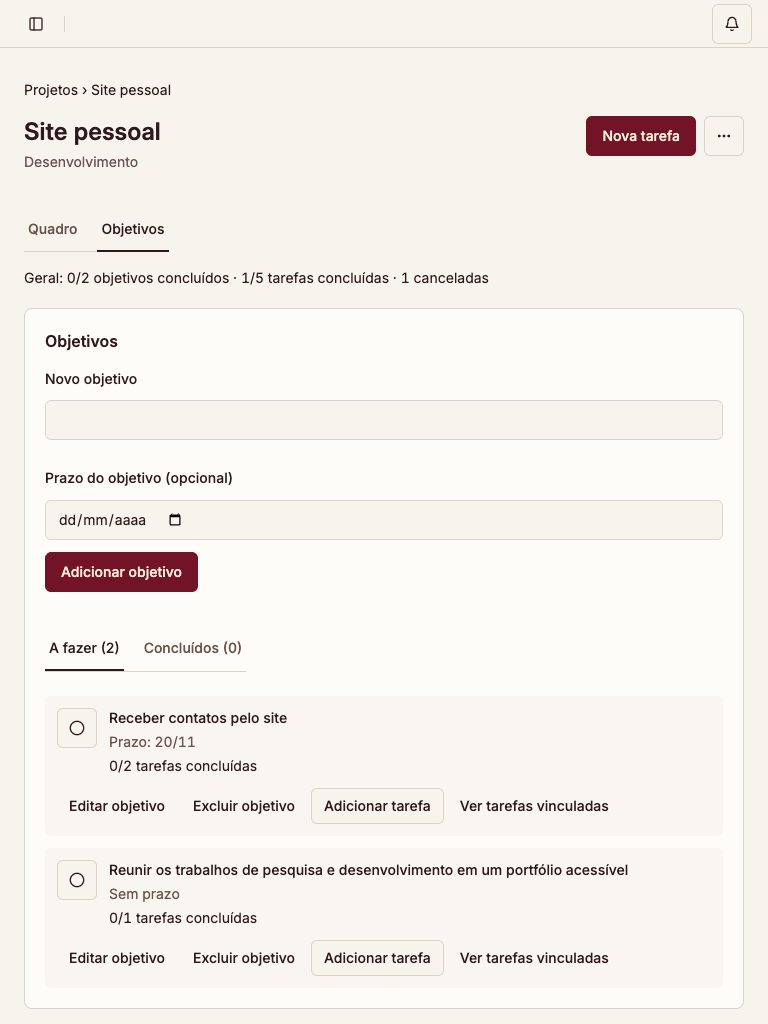 Projetos › Site pessoal
Site pessoal
Desenvolvimento
Nova tarefa
Quadro
Objetivos
Geral: 0/2 objetivos concluídos · 1/5 tarefas concluídas · 1 canceladas
Objetivos
Novo objetivo
Prazo do objetivo (opcional)
dd/mm/aaaa
Adicionar objetivo
A fazer (2)
Concluídos (0)
Receber contatos pelo site
Prazo: 20/11
0/2 tarefas concluídas
Editar objetivo
Excluir objetivo
Adicionar tarefa
Ver tarefas vinculadas
Reunir os trabalhos de pesquisa e desenvolvimento em um portfólio acessível
Sem prazo
0/1 tarefas concluídas
Editar objetivo
Excluir objetivo
Adicionar tarefa
Ver tarefas vinculadas